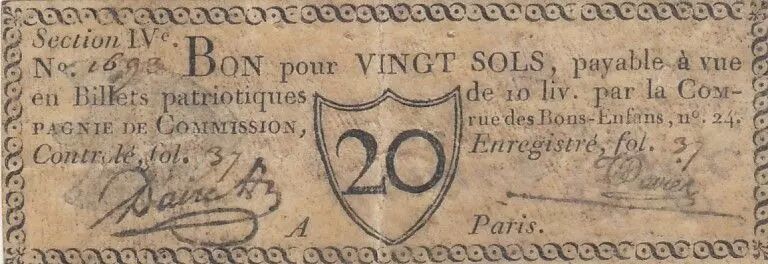 Section IVe.
No. 1693 BON pour VINGT SOLS, payable à vue
en Billets patriotiques de 10 liv. par la COM-
PAGNIE DE COMMISSION, rue des Bons-Enfans, no. 24.
Controlé, fol. 37 Enregistré, fol. 37
20
A Paris.